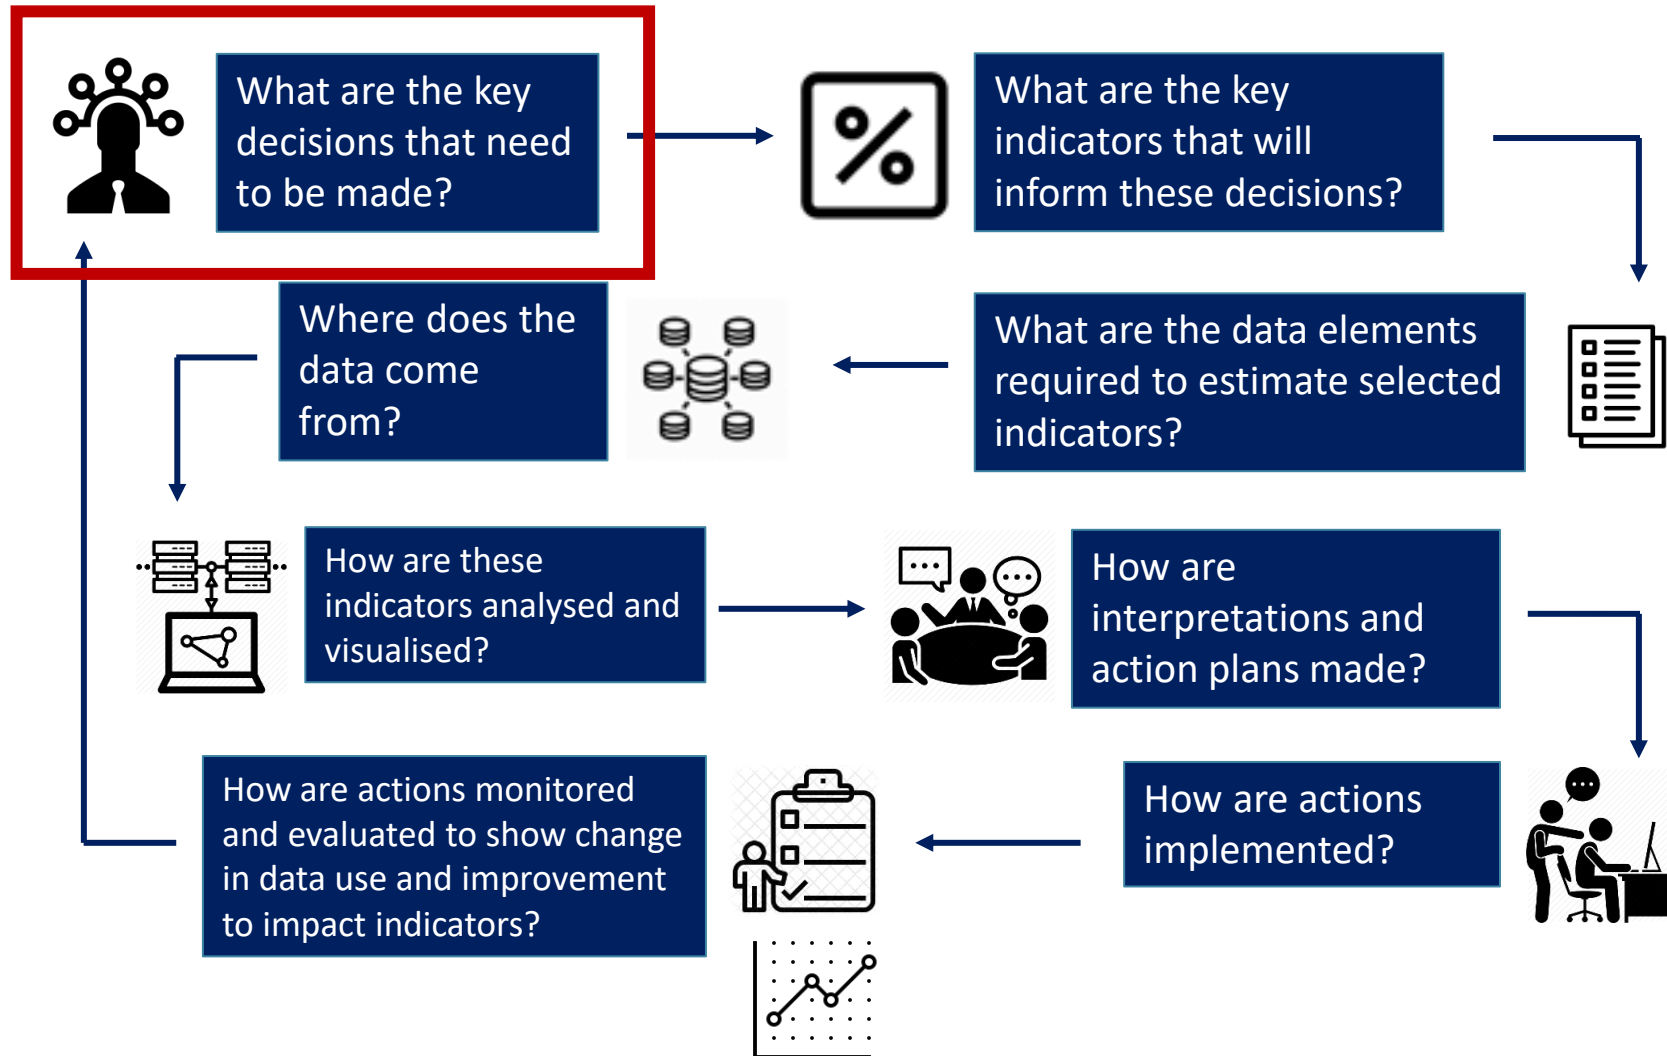 What are the key
decisions that need
to be made?
What are the key
indicators that will
inform these decisions?
What are the data elements
required to estimate selected
indicators?
Where does the
data come
from?
How are these
indicators analysed and
visualised?
How are
interpretations and
action plans made?
How are actions
implemented?
How are actions monitored
and evaluated to show change
in data use and improvement
to impact indicators?